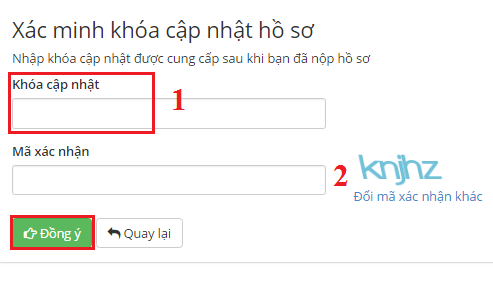 Xác minh khóa cập nhật hồ sơ
Nhập khóa cập nhật được cung cấp sau khi bạn đã nộp hồ sơ
Khóa cập nhật
1
Mã xác nhận
2 knjhz
Đổi mã xác nhận khác
Đồng ý Quay lại